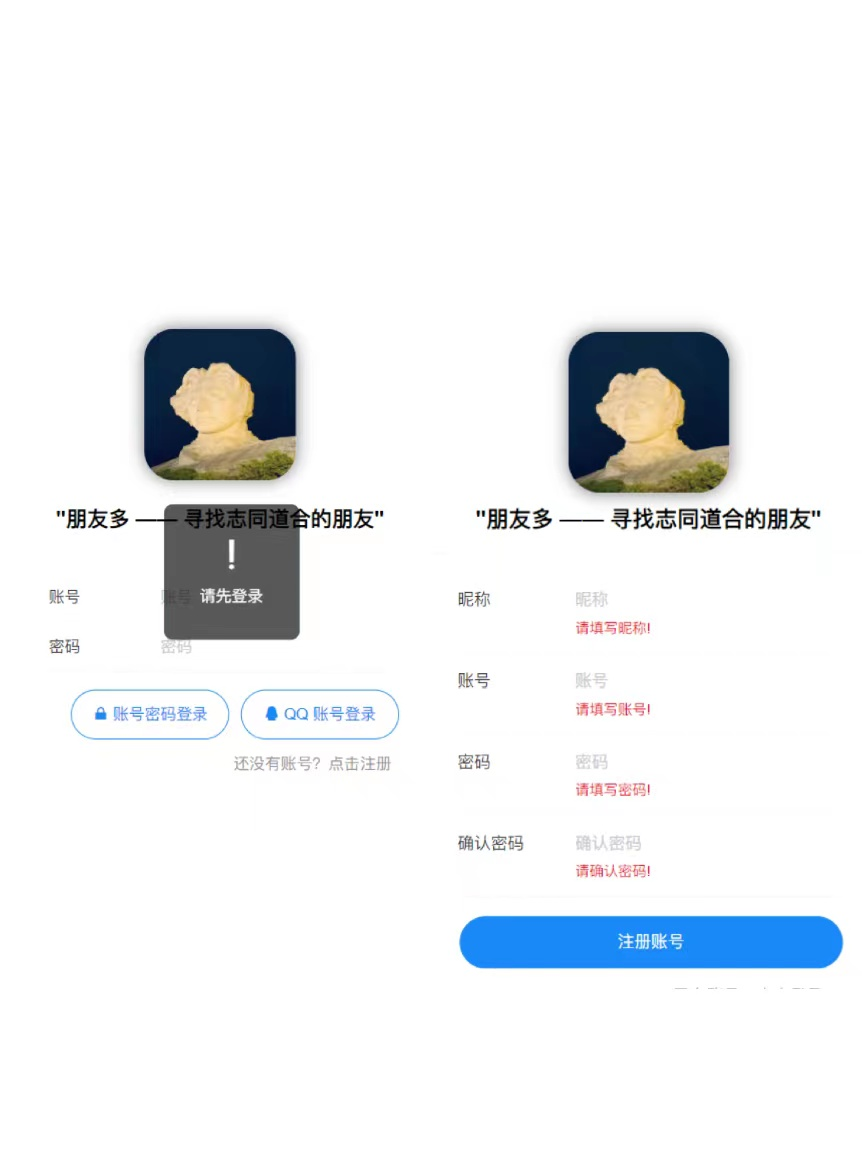 "朋友多 —— 寻找志同道合的朋友"
!
请先登录
账号 账号
密码 密码
账号密码登录
QQ 账号登录
还没有账号？点击注册
"朋友多 —— 寻找志同道合的朋友"
昵称 昵称
请填写昵称!
账号 账号
请填写账号!
密码 密码
请填写密码!
确认密码 确认密码
请确认密码!
注册账号